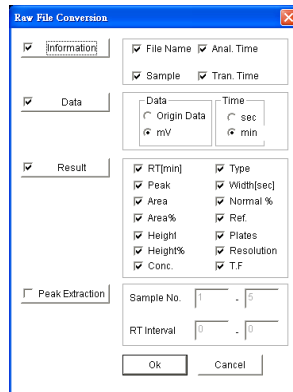 Raw File Conversion
Information
File Name Anal. Time
Sample Tran. Time
Data
Data Time
Origin Data sec
mV min
Result
RT[min] Type
Peak Width[sec]
Area Normal %
Area% Ref.
Height Plates
Height% Resolution
Conc. T.F
Peak Extraction
Sample No. 1 - 5
RT Interval 0 - 0
Ok Cancel